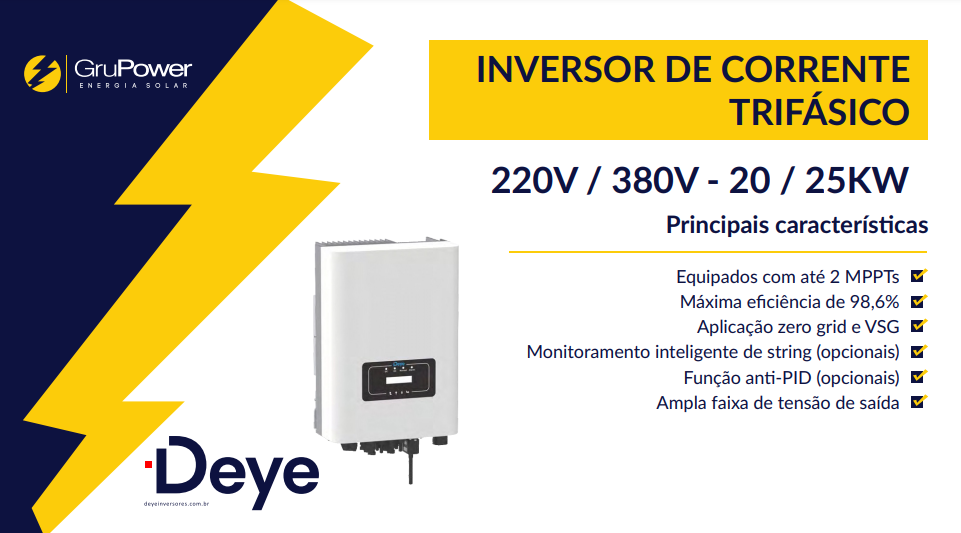 GruPower
ENERGIA SOLAR
INVERSOR DE CORRENTE
TRIFÁSICO
220V / 380V - 20 / 25KW
Principais características
Equipados com até 2 MPPTs
Máxima eficiência de 98,6%
Aplicação zero grid e VSG
Monitoramento inteligente de string (opcionais)
Função anti-PID (opcionais)
Ampla faixa de tensão de saída
Deye
Deye
deyeinversores.com.br